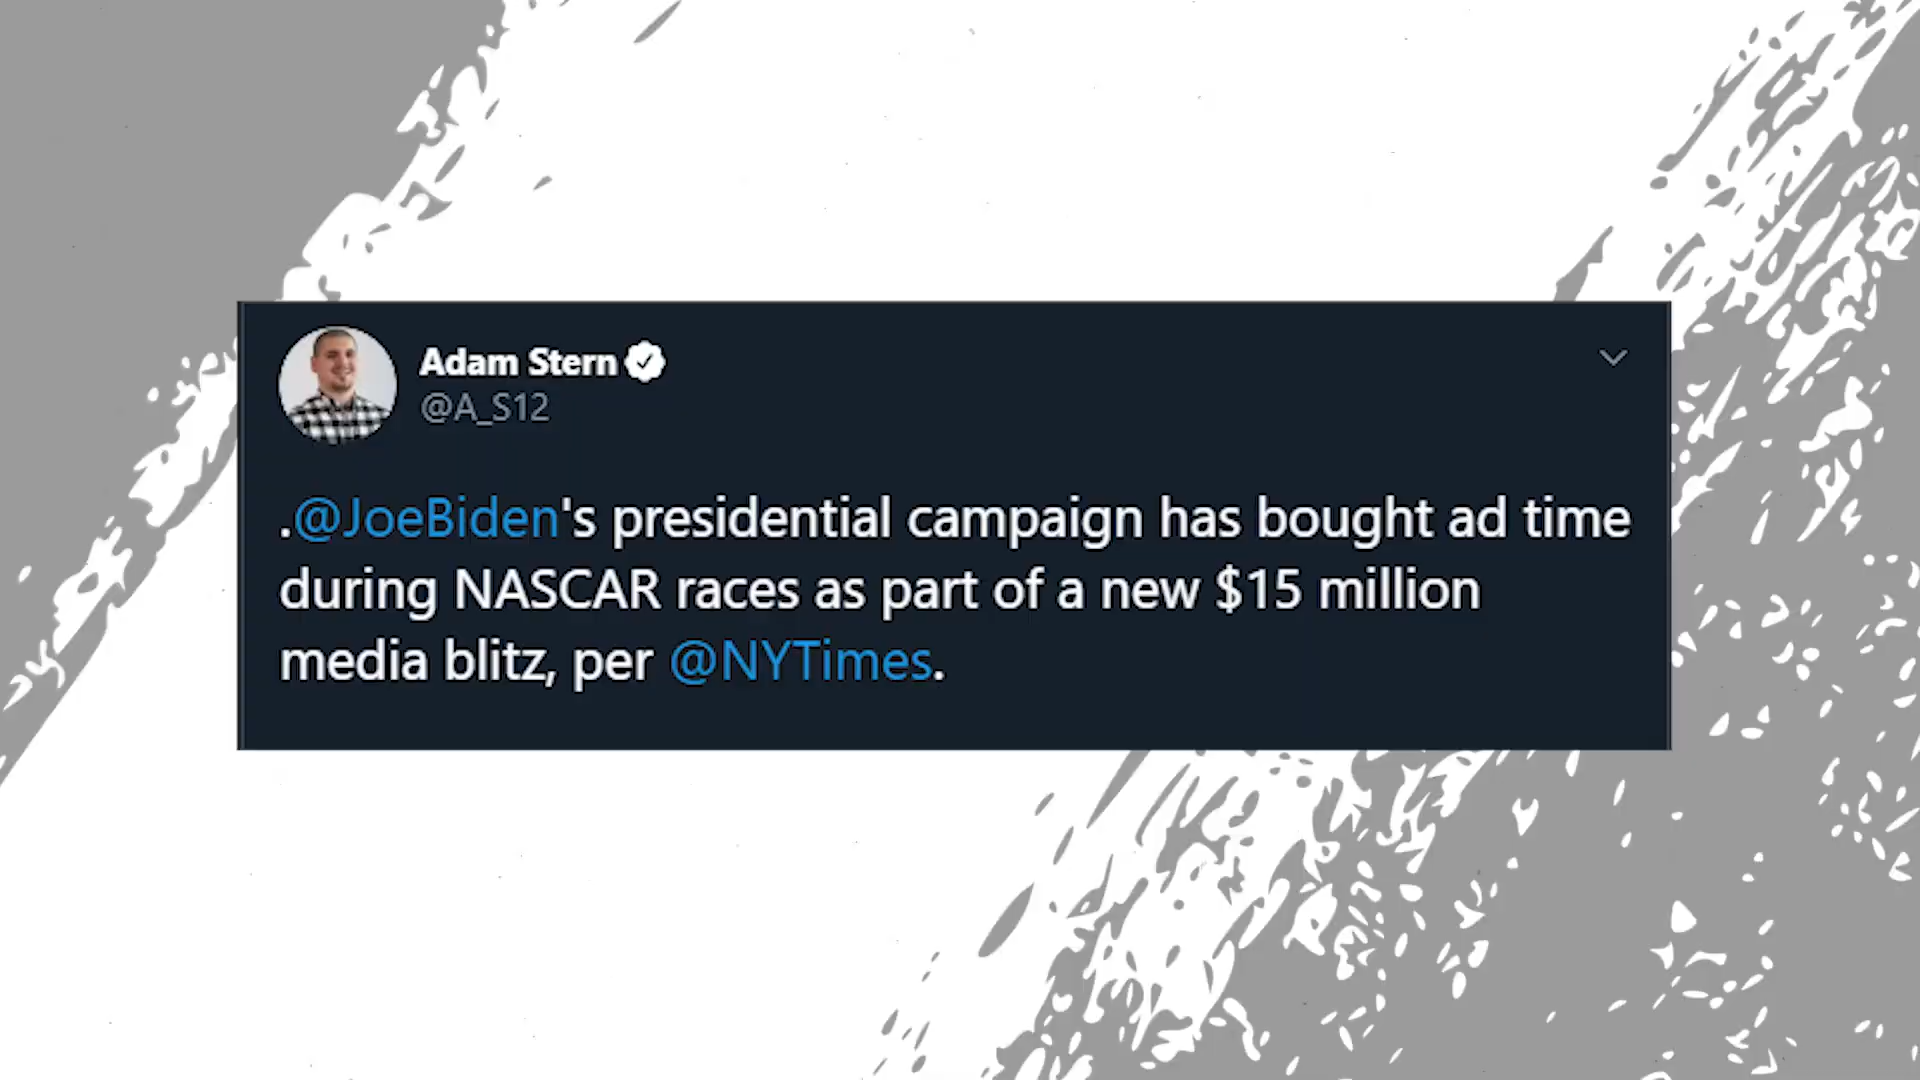 Adam Stern
@A_S12
.@JoeBiden's presidential campaign has bought ad time
during NASCAR races as part of a new $15 million
media blitz, per @NYTimes.